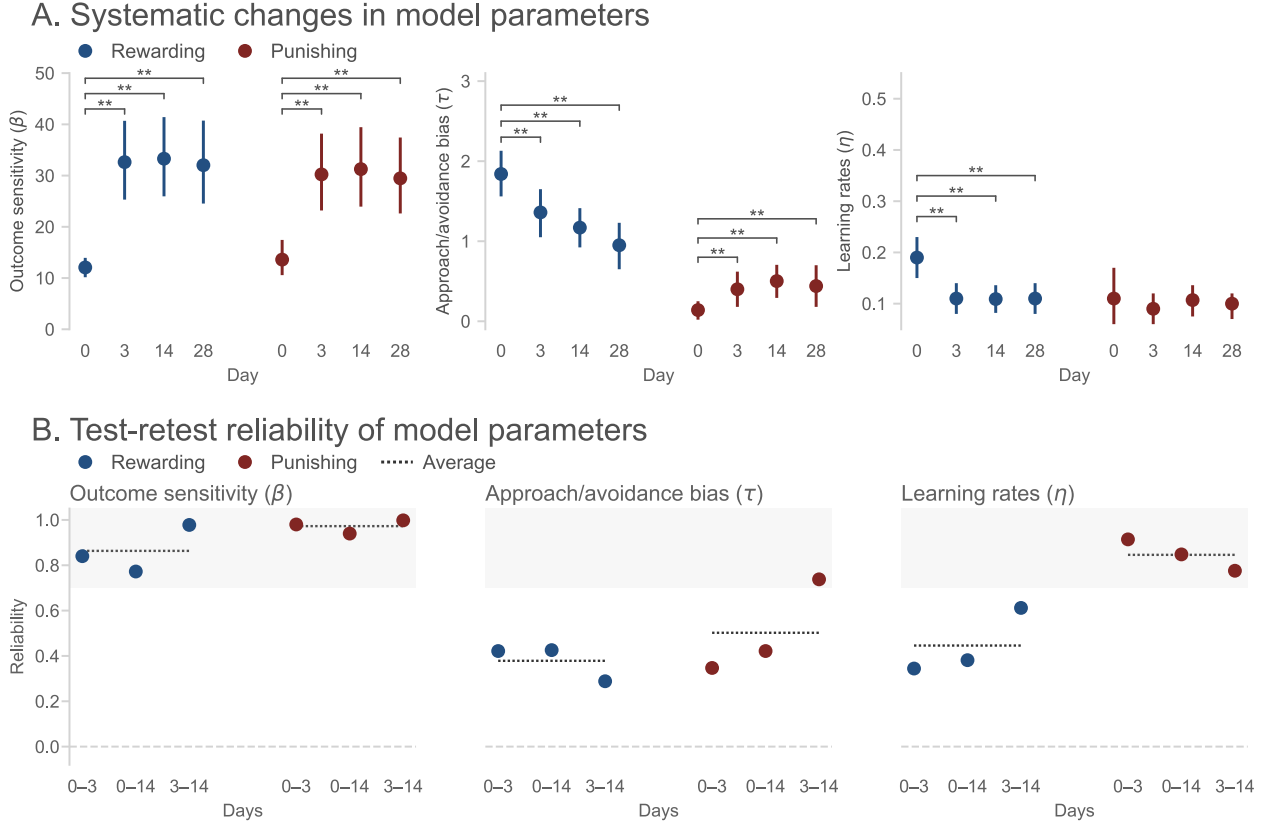 A. Systematic changes in model parameters
Rewarding Punishing
Outcome sensitivity (β)
50
40
30
20
10
0
** ** **
** ** **
0 3 14 28 0 3 14 28
Day
Approach/avoidance bias (τ)
3
2
1
0
** ** **
** ** **
0 3 14 28 0 3 14 28
Day
Learning rates (η)
0.5
0.4
0.3
0.2
0.1
** ** **
0 3 14 28 0 3 14 28
Day
B. Test-retest reliability of model parameters
Rewarding Punishing Average
Outcome sensitivity (β)
Reliability
1.0
0.8
0.6
0.4
0.2
0.0
0–3 0–14 3–14 0–3 0–14 3–14
Days
Approach/avoidance bias (τ)
0–3 0–14 3–14 0–3 0–14 3–14
Days
Learning rates (η)
0–3 0–14 3–14 0–3 0–14 3–14
Days